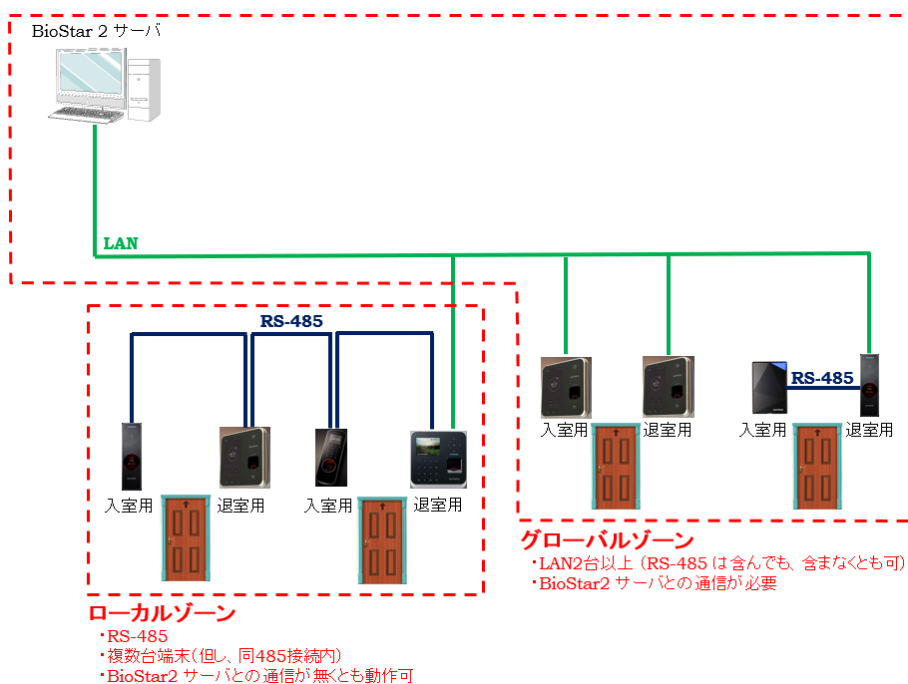 BioStar 2 サーバ
LAN
RS-485
RS-485
入室用
退室用
入室用
退室用
入室用
退室用
入室用
退室用
グローバルゾーン
・LAN2台以上 (RS-485 は含んでも、含まなくとも可)
・BioStar2 サーバとの通信が必要
ローカルゾーン
・RS-485
・複数台端末(但し、同485接続内)
・BioStar2 サーバとの通信が無くとも動作可